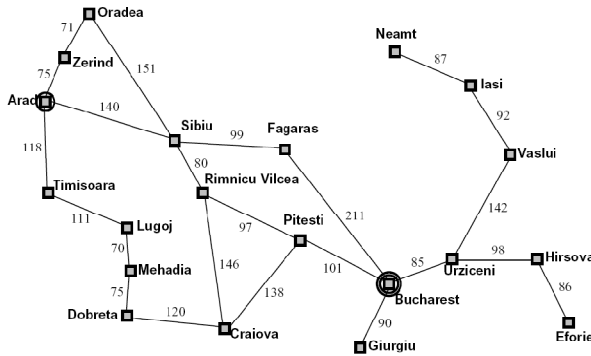 Oradea
71
Neamt
Zerind
87
75
151
Iasi
Arad
140
92
Sibiu
Fagaras
99
118
Vaslui
80
Timisoara
Rimnicu Vilcea
211
111
Lugoj
97
Pitesti
142
70
98
Hirsova
Mehadia
146
101
85
Urziceni
138
86
75
Bucharest
120
90
Dobreta
Craiova
Eforie
Giurgiu